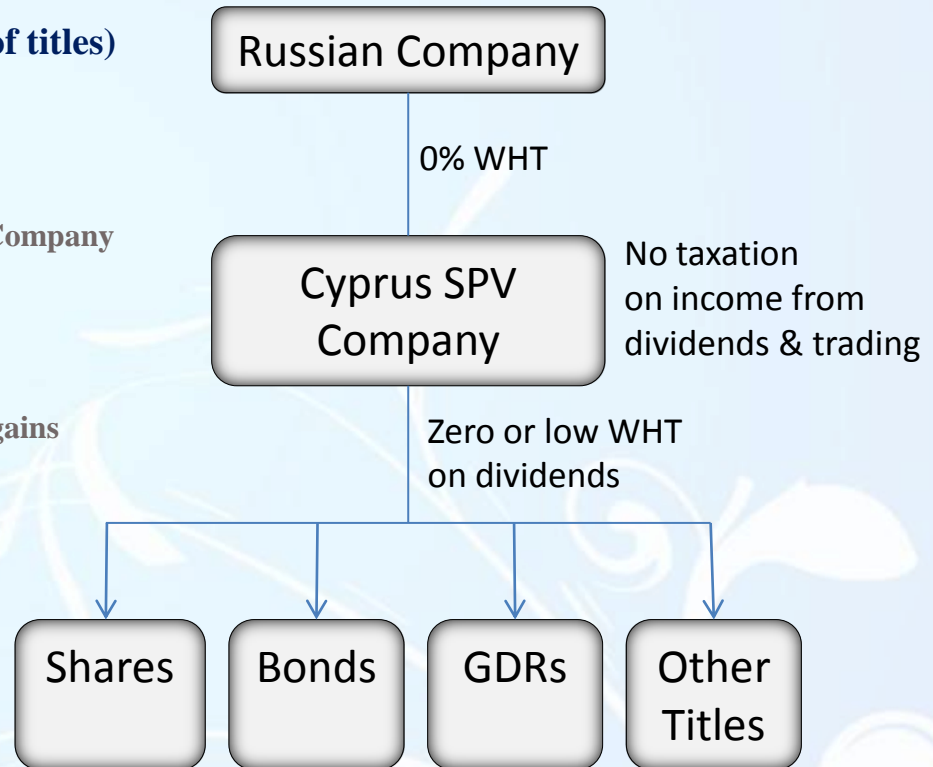 of titles)
Russian Company
0% WHT
Company
Cyprus SPV
Company
No taxation
on income from
dividends & trading
gains
Zero or low WHT
on dividends
Shares
Bonds
GDRs
Other
Titles